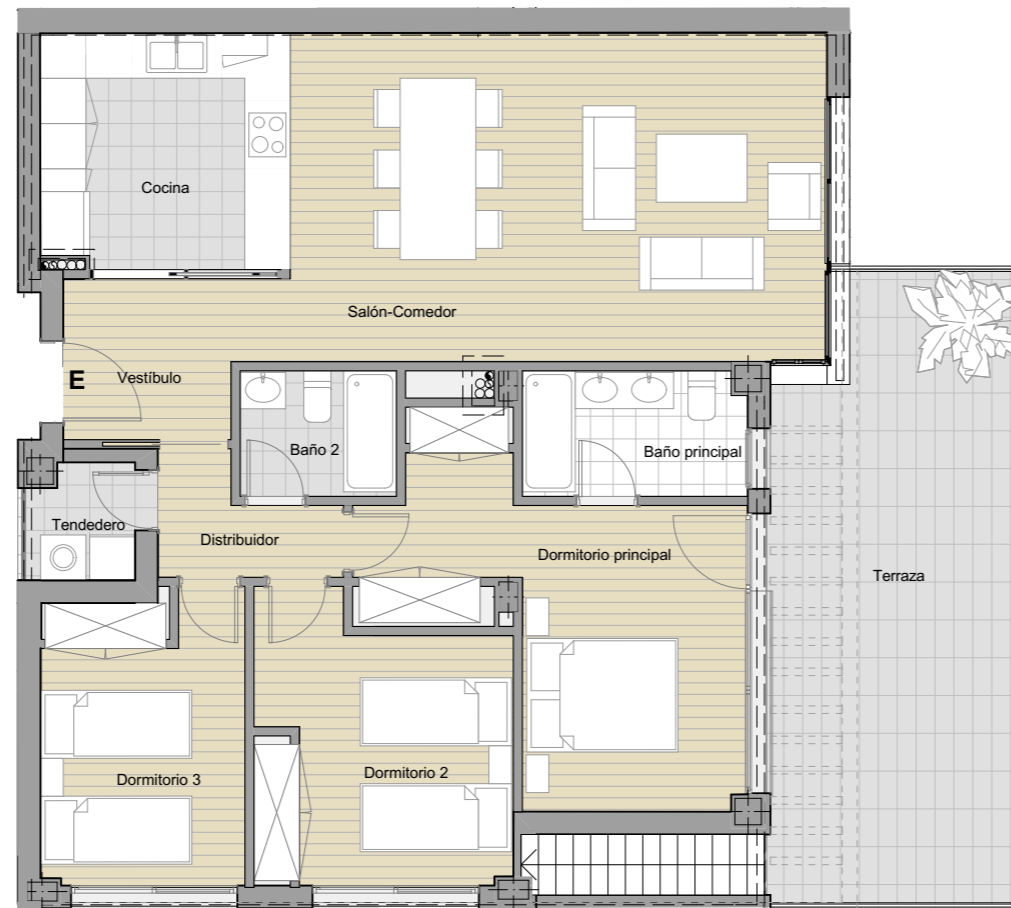 Cocina
Salón-Comedor
E
Vestíbulo
Baño 2
Baño principal
Tendedero
Distribuidor
Dormitorio principal
Terraza
Dormitorio 3
Dormitorio 2